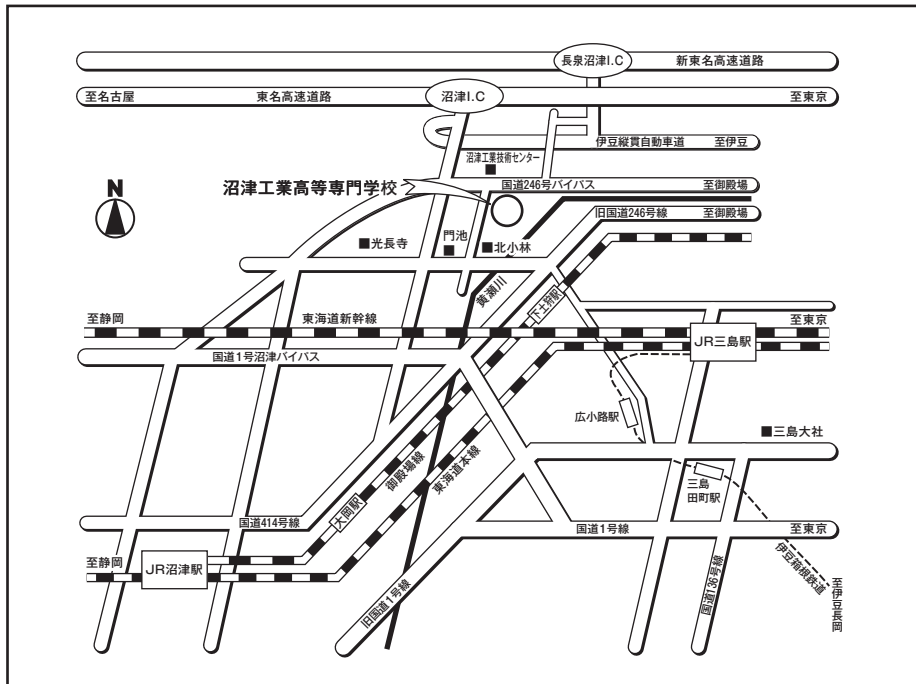 長泉沼津I.C
新東名高速道路
至名古屋
東名高速道路
沼津I.C
至東京
伊豆縦貫自動車道
至伊豆
沼津工業技術センター
沼津工業高等専門学校
国道246号バイパス
至御殿場
N
旧国道246号線
至御殿場
■光長寺
門池
■北小林
黄瀬川
下土狩駅
至静岡
東海道新幹線
至東京
JR三島駅
国道1号沼津バイパス
広小路駅
■三島大社
御殿場線
東海道本線
三島
田町駅
大岡駅
国道414号線
国道1号線
至東京
至静岡
JR沼津駅
旧国道1号線
国道136号線
伊豆箱根鉄道
至伊豆長岡